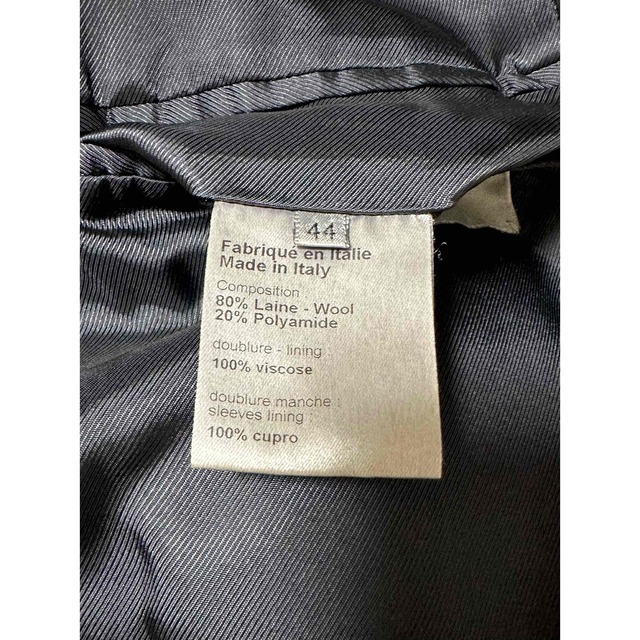 44
Fabriqué en Italie
Made in Italy
Composition
80% Laine - Wool
20% Polyamide
doublure - lining :
100% viscose
doublure manche :
sleeves lining :
100% cupro